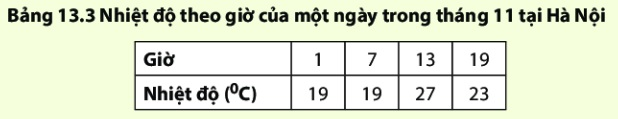 Bảng 13.3 Nhiệt độ theo giờ của một ngày trong tháng 11 tại Hà Nội
Giờ 1 7 13 19
Nhiệt độ (⁰C) 19 19 27 23